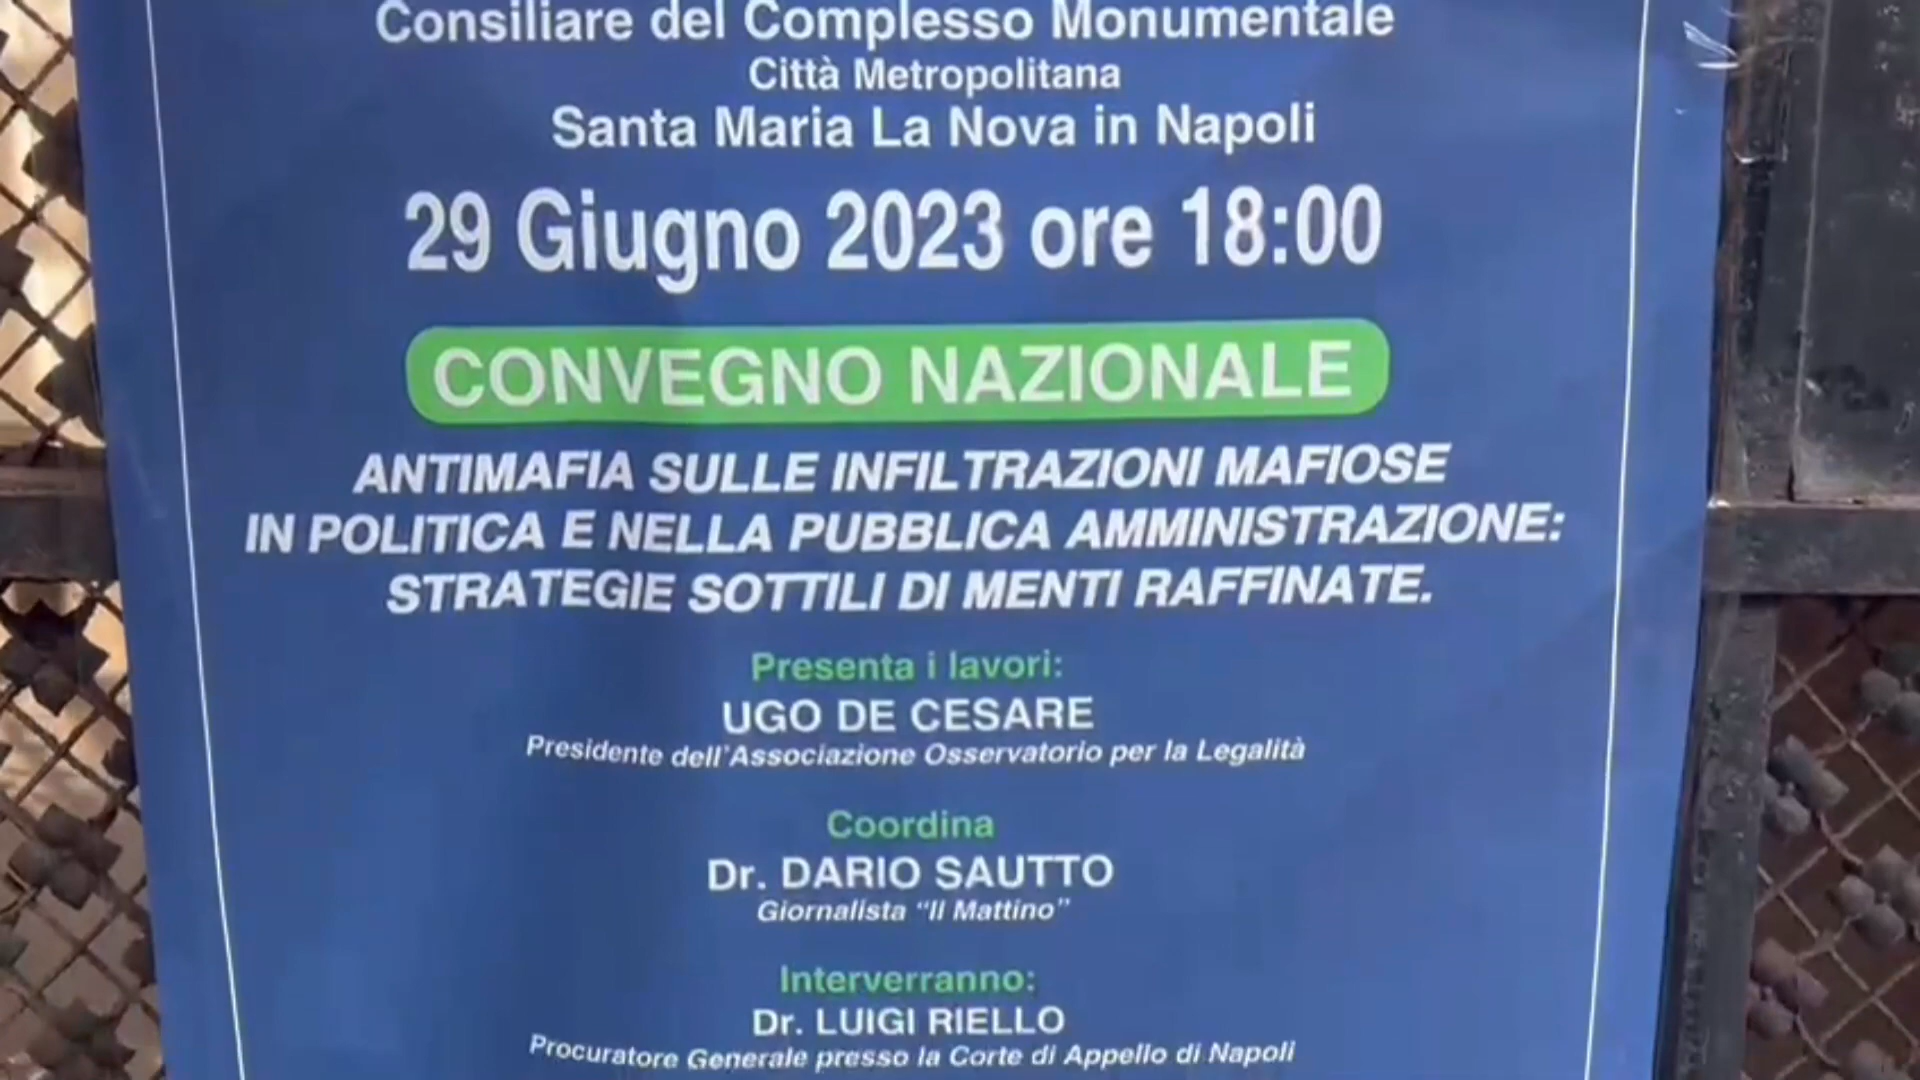 Consiliare del Complesso Monumentale
Città Metropolitana
Santa Maria La Nova in Napoli
29 Giugno 2023 ore 18:00
CONVEGNO NAZIONALE
ANTIMAFIA SULLE INFILTRAZIONI MAFIOSE
IN POLITICA E NELLA PUBBLICA AMMINISTRAZIONE:
STRATEGIE SOTTILI DI MENTI RAFFINATE.
Presenta i lavori:
UGO DE CESARE
Presidente dell'Associazione Osservatorio per la Legalità
Coordina
Dr. DARIO SAUTTO
Giornalista “Il Mattino”
Interverranno:
Dr. LUIGI RIELLO
Procuratore Generale presso la Corte di Appello di Napoli